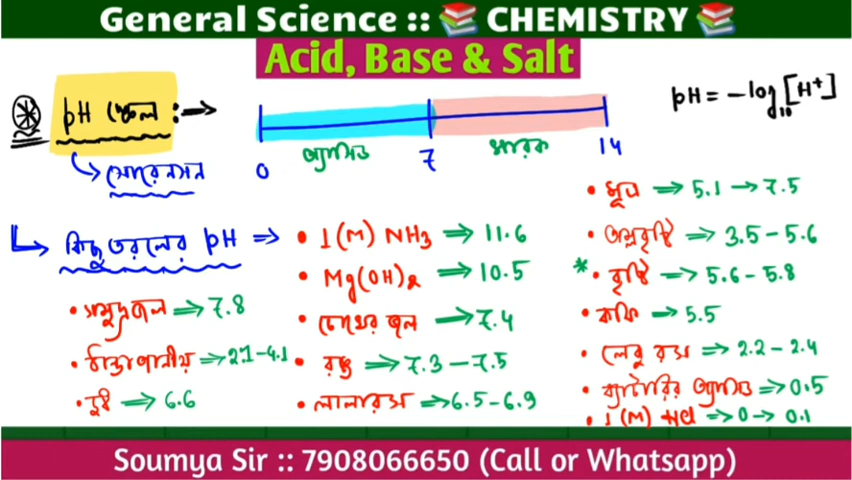 General Science :: 📚 CHEMISTRY 📚
Acid, Base & Salt
pH স্কেল :→
সোরেনসন
0 অ্যাসিড 7 ক্ষারক 14
pH = -log₁₀[H⁺]
কিছু তরলের pH ⇒
• সমুদ্রজল ⇒ 7.8
• ঠান্ডাপানীয় ⇒ 2.1-4.1
• দুধ ⇒ 6.6
• 1(M) NH₃ ⇒ 11.6
• Mg(OH)₂ ⇒ 10.5
• চোখের জল ⇒ 7.4
• রক্ত ⇒ 7.3-7.5
• লালারস ⇒ 6.5-6.9
• মূত্র ⇒ 5.1 → 7.5
• অম্লবৃষ্টি ⇒ 3.5-5.6
* • বৃষ্টি ⇒ 5.6-5.8
• কফি ⇒ 5.5
• লেবু রস ⇒ 2.2-2.4
• ব্যাটারির অ্যাসিড ⇒ 0.5
• 1(M) HCl ⇒ 0 → 0.1
Soumya Sir :: 7908066650 (Call or Whatsapp)